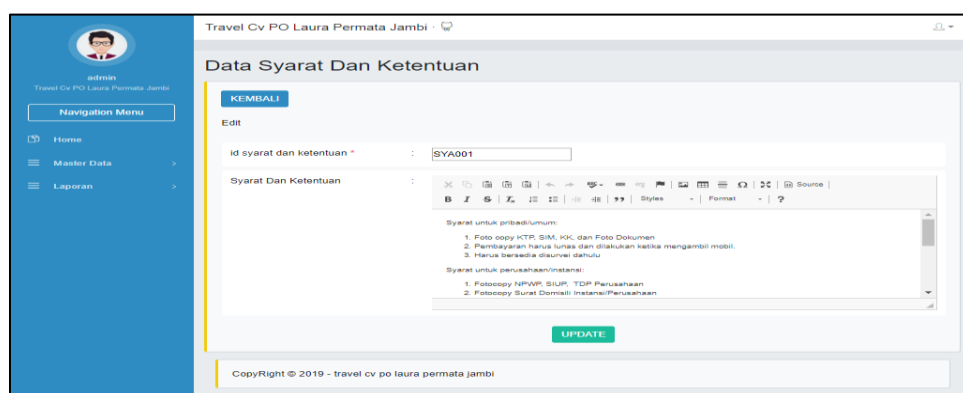 Travel Cv PO Laura Permata Jambi ·
admin
Travel Cv PO Laura Permata Jambi
Navigation Menu
Home
Master Data >
Laporan >
Data Syarat Dan Ketentuan
KEMBALI
Edit
id syarat dan ketentuan * : SYA001
Syarat Dan Ketentuan :
Source
B I S Tx Styles Format ?
Syarat untuk pribadi/umum:
1. Foto copy KTP, SIM, KK, dan Foto Dokumen
2. Pembayaran harus lunas dan dilakukan ketika mengambil mobil.
3. Harus bersedia disurvei dahulu
Syarat untuk perusahaan/instansi:
1. Fotocopy NPWP, SIUP, TDP Perusahaan
2. Fotocopy Surat Domisili Instansi/Perusahaan
UPDATE
CopyRight © 2019 - travel cv po laura permata jambi